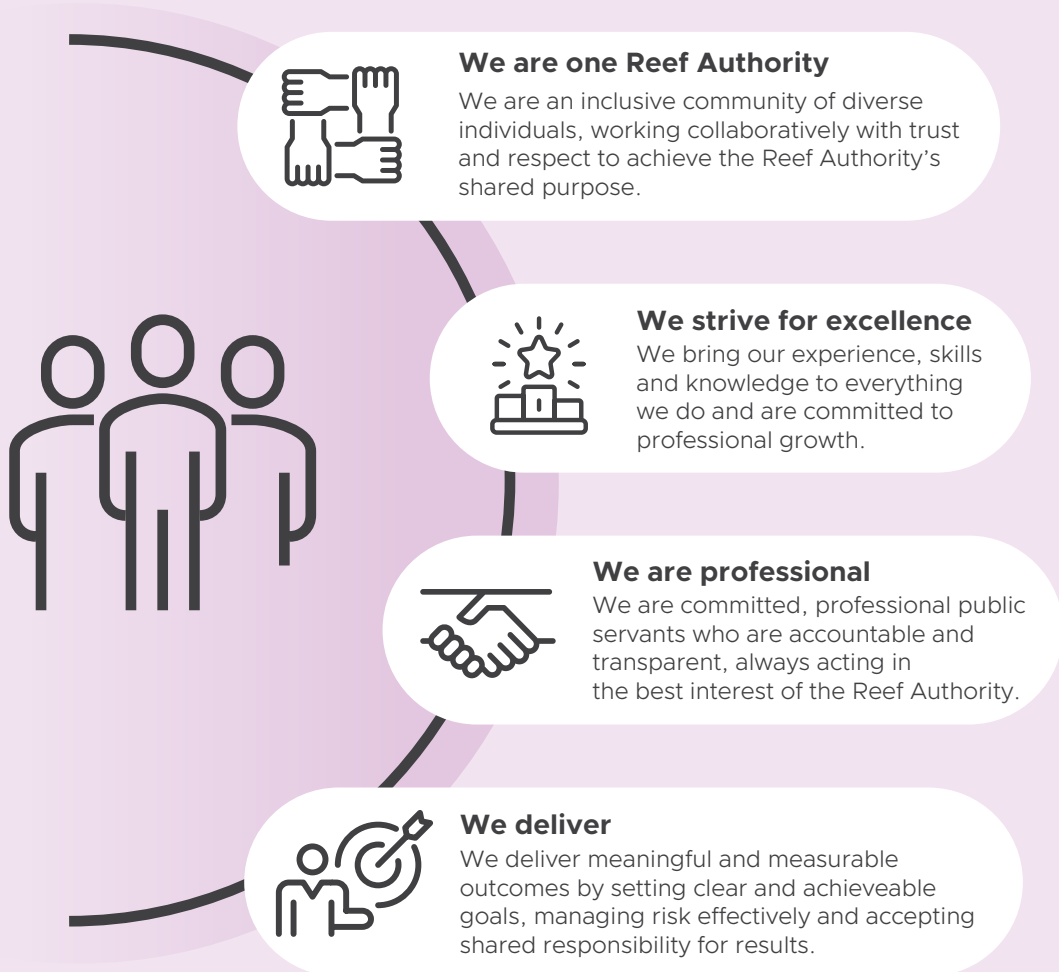 We are one Reef Authority
We are an inclusive community of diverse
individuals, working collaboratively with trust
and respect to achieve the Reef Authority’s
shared purpose.
We strive for excellence
We bring our experience, skills
and knowledge to everything
we do and are committed to
professional growth.
We are professional
We are committed, professional public
servants who are accountable and
transparent, always acting in
the best interest of the Reef Authority.
We deliver
We deliver meaningful and measurable
outcomes by setting clear and achieveable
goals, managing risk effectively and accepting
shared responsibility for results.